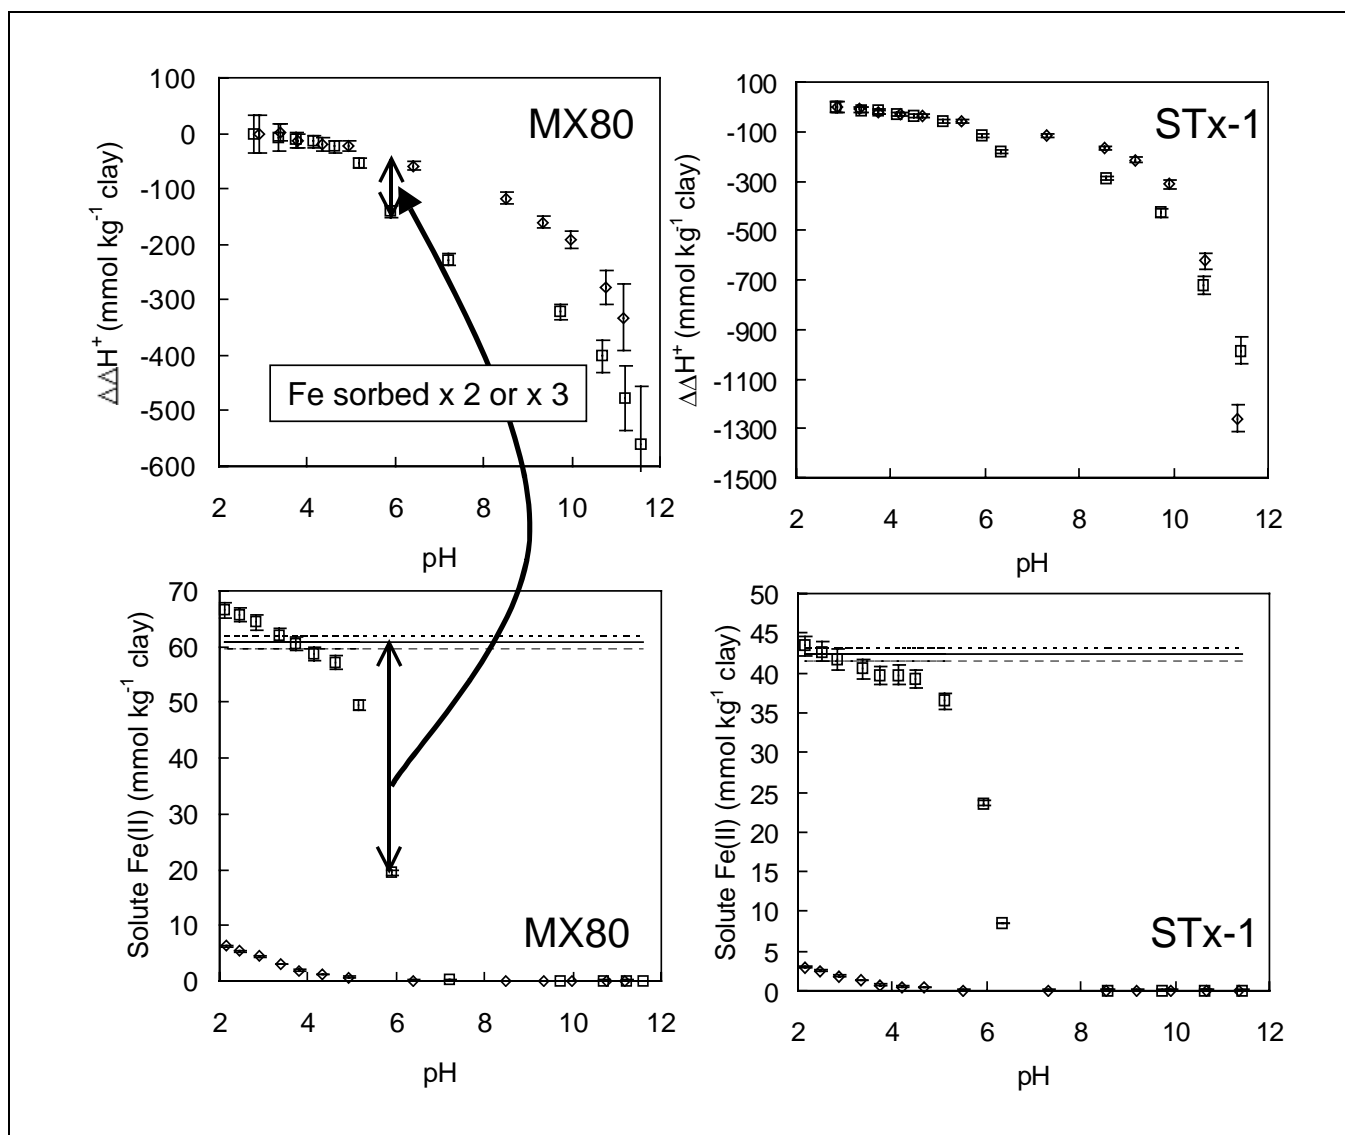 MX80
ΔΔH⁺ (mmol kg⁻¹ clay)
100
0
-100
-200
-300
-400
-500
-600
2 4 6 8 10 12
pH
Fe sorbed x 2 or x 3
STx-1
ΔΔH⁺ (mmol kg⁻¹ clay)
100
-100
-300
-500
-700
-900
-1100
-1300
-1500
2 4 6 8 10 12
pH
Solute Fe(II) (mmol kg⁻¹ clay)
70
60
50
40
30
20
10
0
MX80
2 4 6 8 10 12
pH
Solute Fe(II) (mmol kg⁻¹ clay)
50
45
40
35
30
25
20
15
10
5
0
STx-1
2 4 6 8 10 12
pH